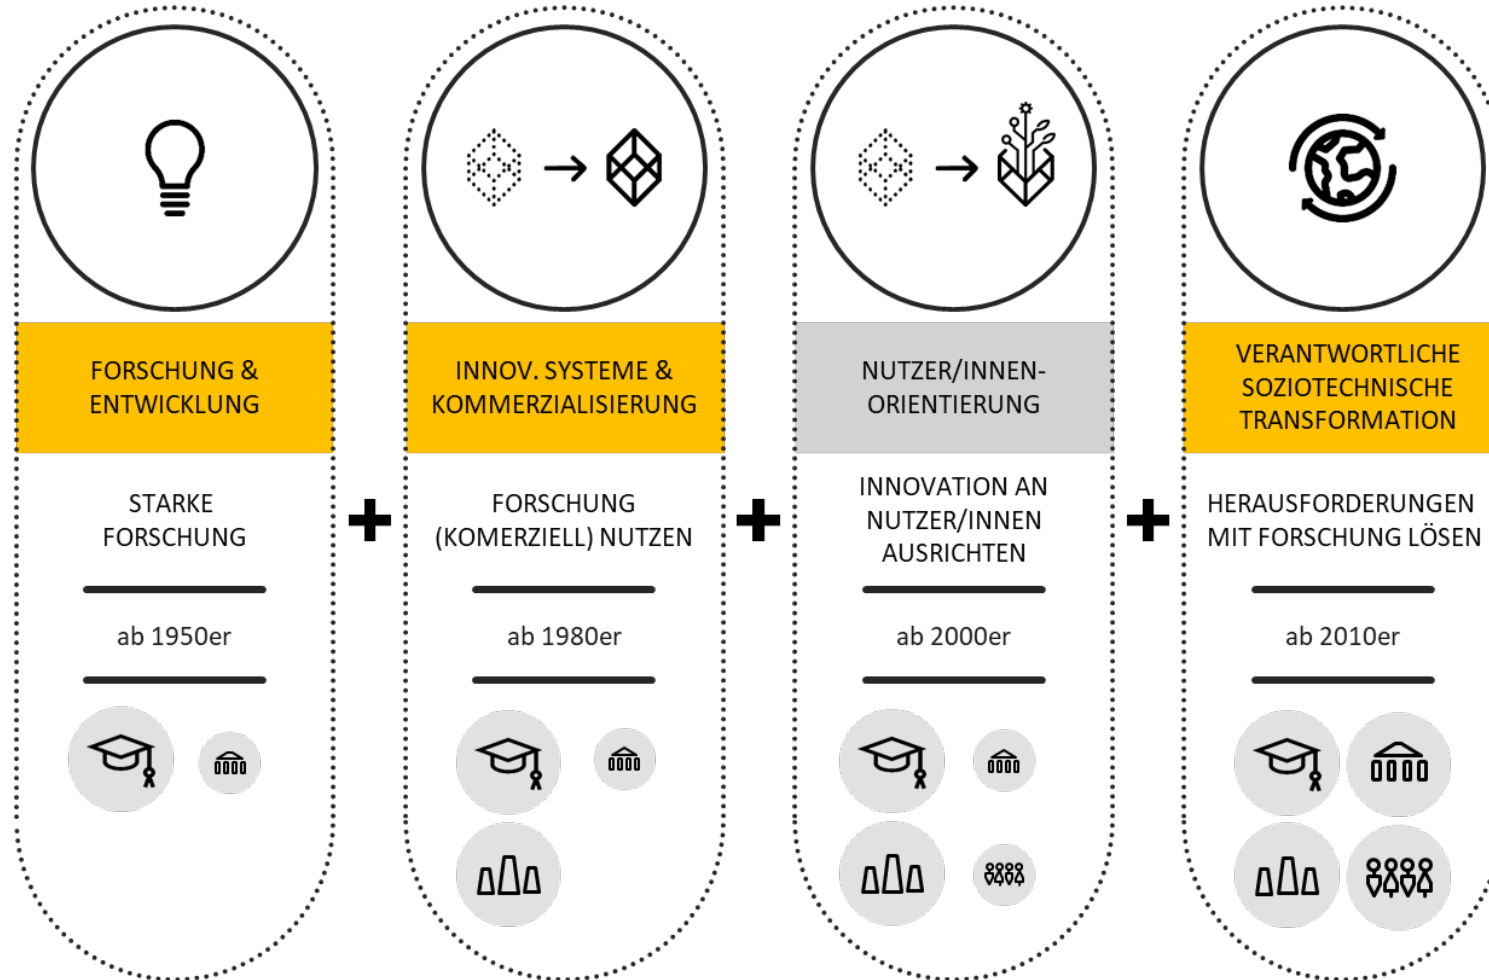 FORSCHUNG &
ENTWICKLUNG
STARKE
FORSCHUNG
ab 1950er
INNOV. SYSTEME &
KOMMERZIALISIERUNG
FORSCHUNG
(KOMERZIELL) NUTZEN
ab 1980er
NUTZER/INNEN-
ORIENTIERUNG
INNOVATION AN
NUTZER/INNEN
AUSRICHTEN
ab 2000er
VERANTWORTLICHE
SOZIOTECHNISCHE
TRANSFORMATION
HERAUSFORDERUNGEN
MIT FORSCHUNG LÖSEN
ab 2010er